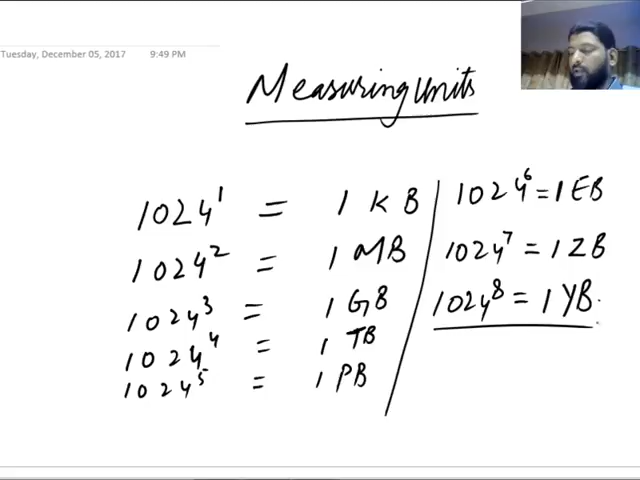 Tuesday, December 05, 2017 9:49 PM
Measuring Units
1024¹ = 1 KB
1024² = 1 MB
1024³ = 1 GB
1024⁴ = 1 TB
1024⁵ = 1 PB
1024⁶ = 1 EB
1024⁷ = 1 ZB
1024⁸ = 1 YB.